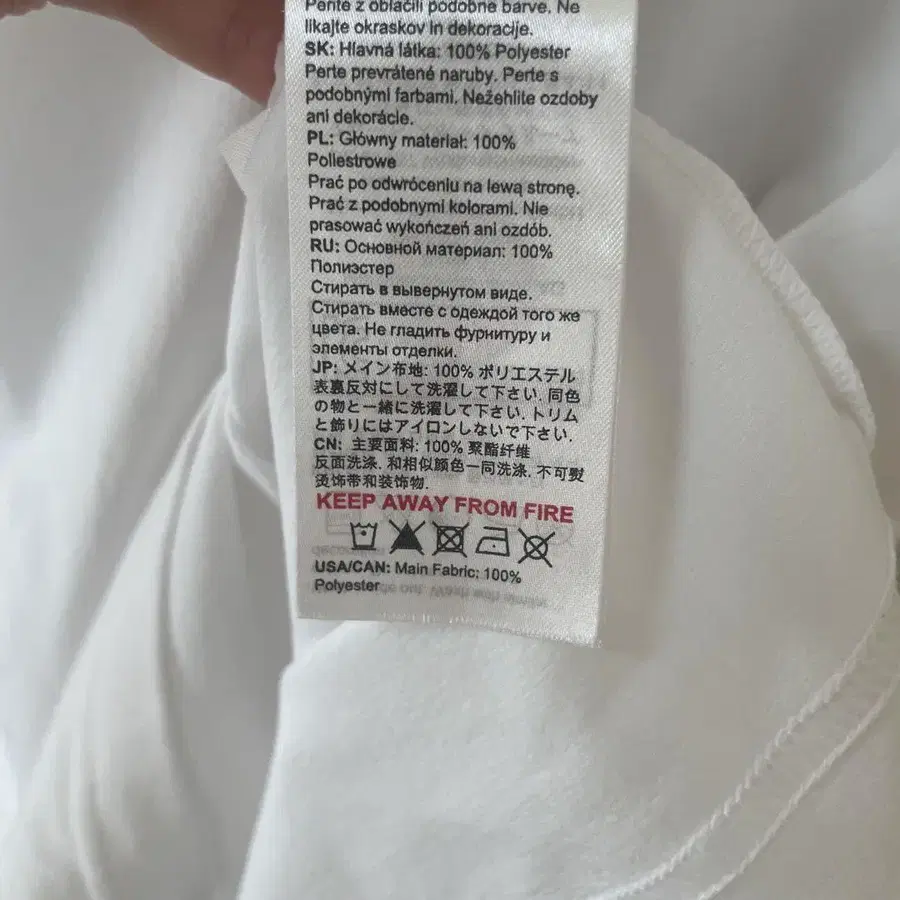 Perite z oblačili podobne barve. Ne
likajte okraskov in dekoracije.
SK: Hlavná látka: 100% Polyester
Perte prevrátené naruby. Perte s
podobnými farbami. Nežehlite ozdoby
ani dekorácie.
PL: Główny materiał: 100%
Poliestrowe
Prać po odwróceniu na lewą stronę.
Prać z podobnymi kolorami. Nie
prasować wykończeń ani ozdób.
RU: Основной материал: 100%
Полиэстер
Стирать в вывернутом виде.
Стирать вместе с одеждой того же
цвета. Не гладить фурнитуру и
элементы отделки.
JP: メイン布地: 100% ポリエステル
表裏反対にして洗濯して下さい. 同色
の物と一緒に洗濯して下さい. トリム
と飾りにはアイロンしないで下さい.
CN: 主要面料: 100% 聚酯纤维
反面洗涤. 和相似颜色一同洗涤. 不可熨
烫饰带和装饰物.
KEEP AWAY FROM FIRE
USA/CAN: Main Fabric: 100%
Polyester